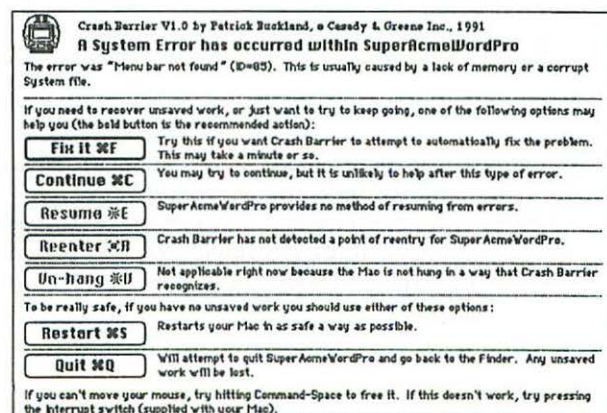 Crash Barrier V1.0 by Patrick Buckland, © Casady & Greene Inc., 1991
A System Error has occurred within SuperAcmeWordPro
The error was "Menu bar not found" (ID=85). This is usually caused by a lack of memory or a corrupt
System file.
If you need to recover unsaved work, or just want to try to keep going, one of the following options may
help you (the bold button is the recommended action):
Fix it ⌘F
Try this if you want Crash Barrier to attempt to automatically fix the problem.
This may take a minute or so.
Continue ⌘C
You may try to continue, but it is unlikely to help after this type of error.
Resume ⌘E
SuperAcmeWordPro provides no method of resuming from errors.
Reenter ⌘R
Crash Barrier has not detected a point of reentry for SuperAcmeWordPro.
Un-hang ⌘U
Not applicable right now because the Mac is not hung in a way that Crash Barrier
recognizes.
To be really safe, if you have no unsaved work you should use either of these options:
Restart ⌘S
Restarts your Mac in as safe a way as possible.
Quit ⌘Q
Will attempt to quit SuperAcmeWordPro and go back to the Finder. Any unsaved
work will be lost.
If you can't move your mouse, try hitting Command-Space to free it. If this doesn't work, try pressing
the Interrupt switch (supplied with your Mac).